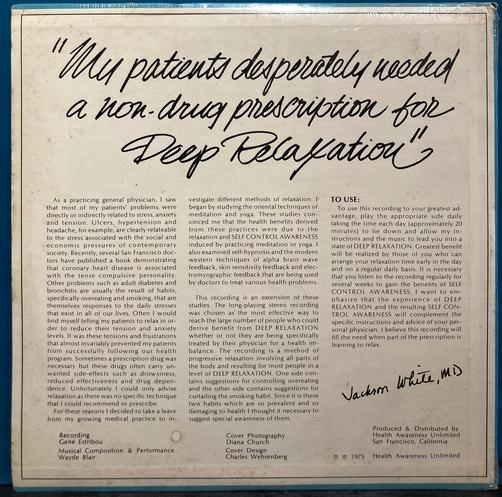 "My patients desperately needed
a non-drug prescription for
Deep Relaxation"
As a practicing general physician, I saw
that most of my patients' problems were
directly or indirectly related to stress, anxiety
and tension. Ulcers, hypertension and
headache, for example, are clearly relateable
to the stress associated with the social and
economic pressures of contemporary
society. Recently, several San Francisco doc-
tors have published a book demonstrating
that coronary heart disease is associated
with the tense compulsive personality.
Other problems such as adult diabetes and
bronchitis are usually the result of habits,
specifically overeating and smoking, that are
themselves responses to the daily stresses
that exist in all of our lives. Often I would
find myself telling my patients to relax in or-
der to reduce their tension and anxiety
levels. It was these tensions and frustrations
that almost invariably prevented my patients
from successfully following our health
program. Sometimes a prescription drug was
necessary but these drugs often carry un-
wanted side-effects such as drowsiness,
reduced effectiveness and drug depen-
dence. Unfortunately, I could only advise
relaxation as there was no specific technique
that I could recommend or prescribe.
For these reasons I decided to take a leave
from my growing medical practice to in-
vestigate different methods of relaxation. I
began by studying the oriental techniques of
meditation and yoga. These studies con-
vinced me that the health benefits derived
from these practices were due to the
relaxation and SELF CONTROL AWARENESS
induced by practicing meditation or yoga. I
also examined self-hypnosis and the modern
western techniques of alpha brain wave
feedback, skin sensitivity feedback and elec-
tromyographic feedback that are being used
by doctors to treat various health problems.
This recording is an extension of these
studies. The long-playing stereo recording
was chosen as the most effective way to
reach the large number of people who could
derive benefit from DEEP RELAXATION
whether or not they are being specifically
treated by their physician for a health im-
balance. The recording is a method of
progressive relaxation involving all parts of
the body and resulting for most people in a
level of DEEP RELAXATION. One side con-
tains suggestions for controlling overeating
and the other side contains suggestions for
curtailing the smoking habit. Since it is these
two habits which are so prevalent and so
damaging to health I thought it necessary to
suggest special awareness of them.
TO USE:
To use this recording to your greatest ad-
vantage, play the appropriate side daily
taking the time each day (approximately 20
minutes) to lie down and allow my in-
structions and the music to lead you into a
state of DEEP RELAXATION. Greatest benefit
will be realized by those of you who can
arrange your relaxation time early in the day
and on a regular daily basis. It is necessary
that you listen to the recording regularly for
several weeks to gain the benefits of SELF
CONTROL AWARENESS. I want to em-
phasize that the experience of DEEP
RELAXATION and the resulting SELF CON-
TROL AWARENESS will complement the
specific instructions and advice of your per-
sonal physician. I believe this recording will
fill the need when part of the prescription is
learning to relax.
Jackson White, MD
Recording
Gene Estribou
Musical Composition & Performance
Wayde Blair
Cover Photography
Diana Church
Cover Design
Charles Wehrenberg
Produced & Distributed by
Health Awareness Unlimited
San Francisco, California
© ℗ 1975 Health Awareness Unlimited